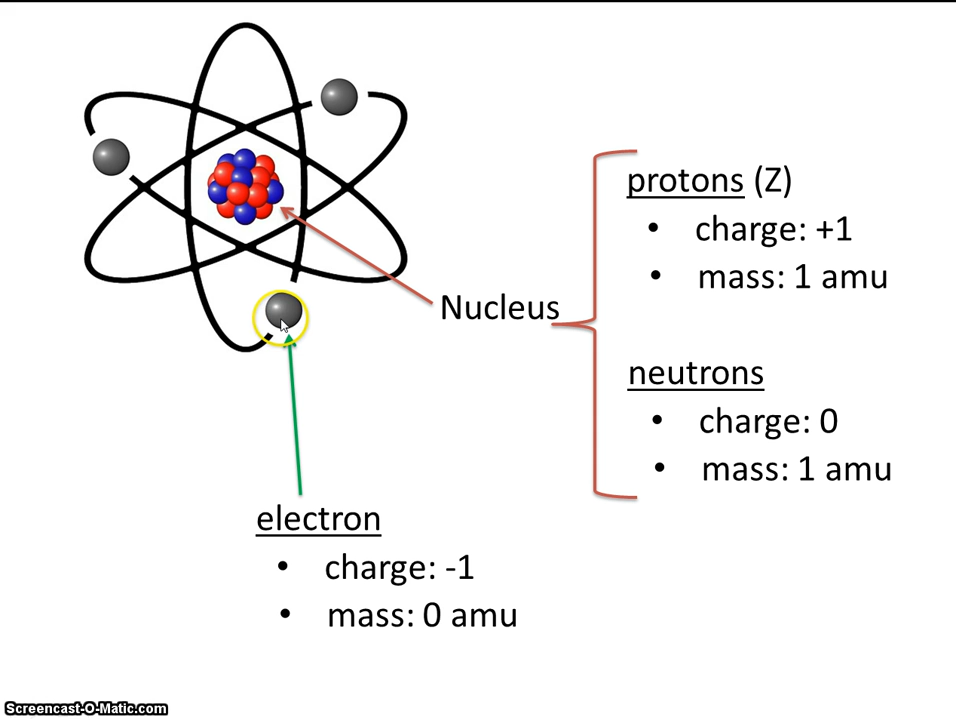 protons (Z)
• charge: +1
• mass: 1 amu
Nucleus
neutrons
• charge: 0
• mass: 1 amu
electron
• charge: -1
• mass: 0 amu
Screencast-O-Matic.com